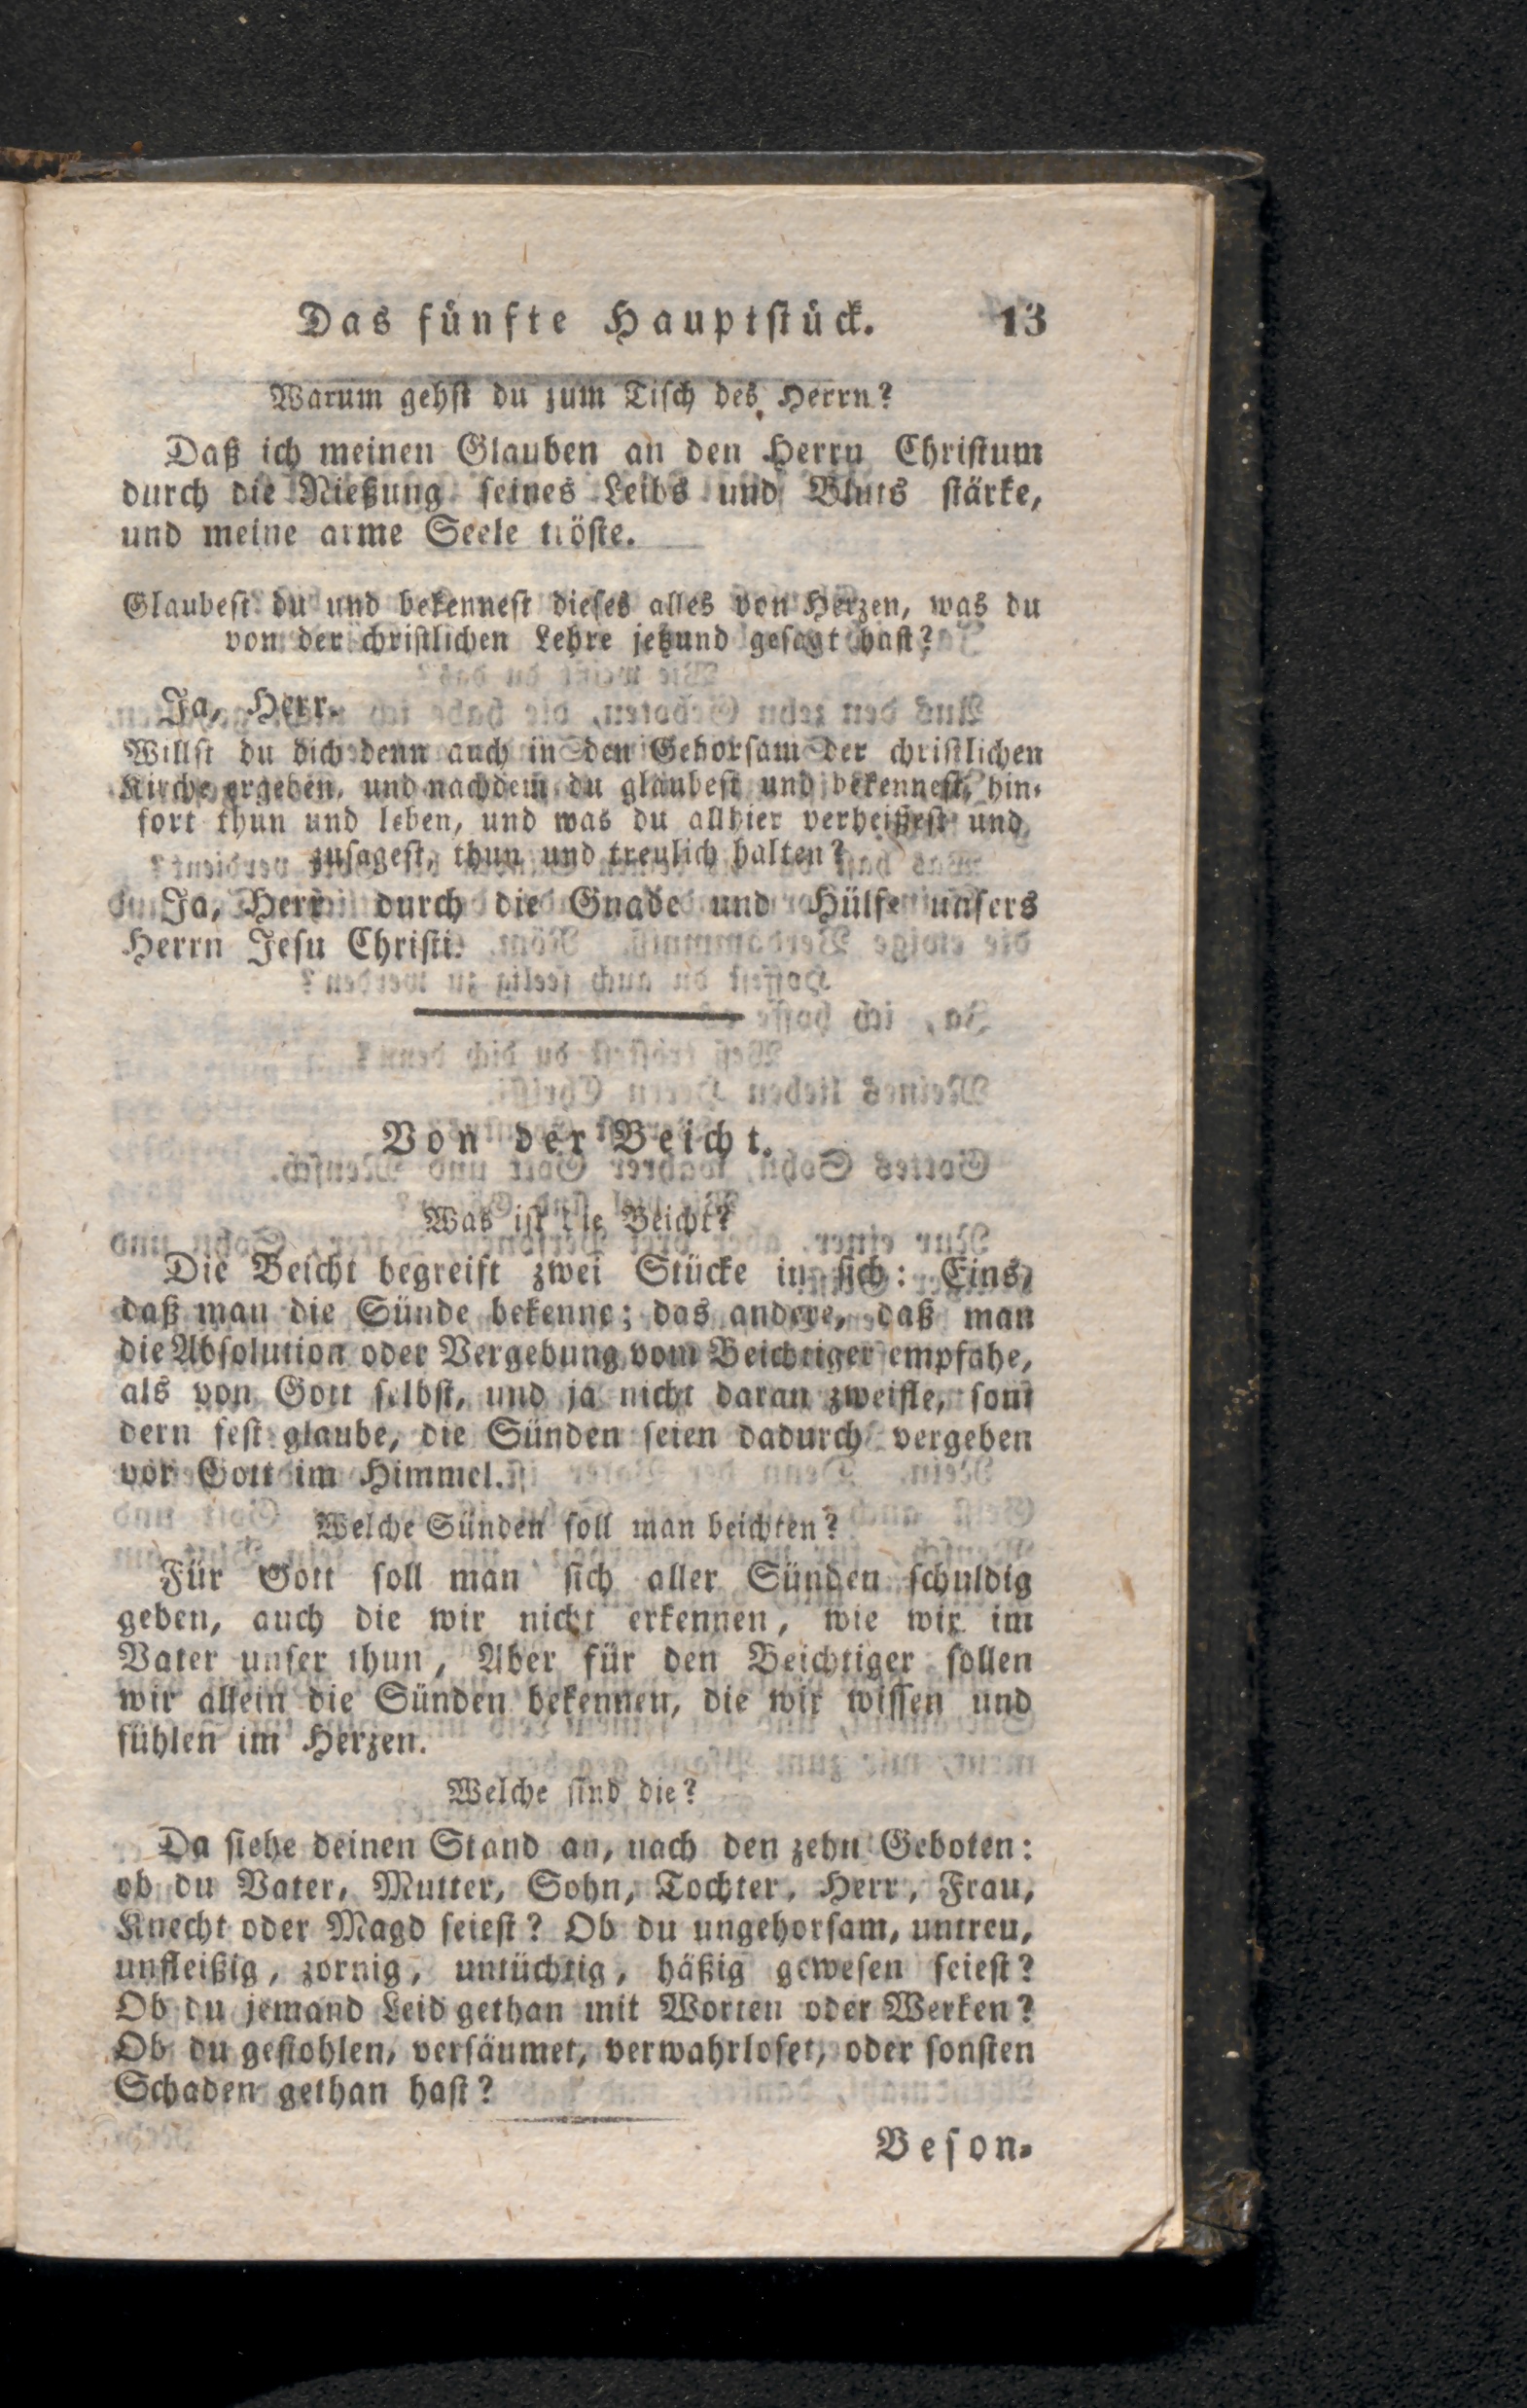 Das fünfte Hauptstück. 13
Warum gehst du zum Tisch des Herrn?
Daß ich meinen Glauben an den Herrn Christum
durch die Nießung seines Leibs und Bluts stärke,
und meine arme Seele tröste.
Glaubest du und bekennest dieses alles von Herzen, was du
von der christlichen Lehre jetzund gesagt hast?
Ja, Herr.
Willst du dich denn auch in den Gehorsam der christlichen
Kirche ergeben, und nachdem du glaubest und bekennest, hin-
fort thun und leben, und was du allhier verheißest und
zusagest, thun und treulich halten?
Ja, Herr durch die Gnade und Hülfe unsers
Herrn Jesu Christi.
Von der Beicht.
Was ist die Beicht?
Die Beicht begreift zwei Stücke in sich: Eins,
daß man die Sünde bekenne; das andere, daß man
die Absolution oder Vergebung vom Beichtiger empfahe,
als von Gott selbst, und ja nicht daran zweifle, son-
dern fest glaube, die Sünden seien dadurch vergeben
vor Gott im Himmel.
Welche Sünden soll man beichten?
Für Gott soll man sich aller Sünden schuldig
geben, auch die wir nicht erkennen, wie wir im
Vater unser thun, Aber für den Beichtiger sollen
wir allein die Sünden bekennen, die wir wissen und
fühlen im Herzen.
Welche sind die?
Da siehe deinen Stand an, nach den zehn Geboten:
ob du Vater, Mutter, Sohn, Tochter, Herr, Frau,
Knecht oder Magd seiest? Ob du ungehorsam, untreu,
unfleißig, zornig, untüchtig, häßig gewesen seiest?
Ob du jemand Leid gethan mit Worten oder Werken?
Ob du gestohlen, versäumet, verwahrloset, oder sonsten
Schaden gethan hast?
Beson-